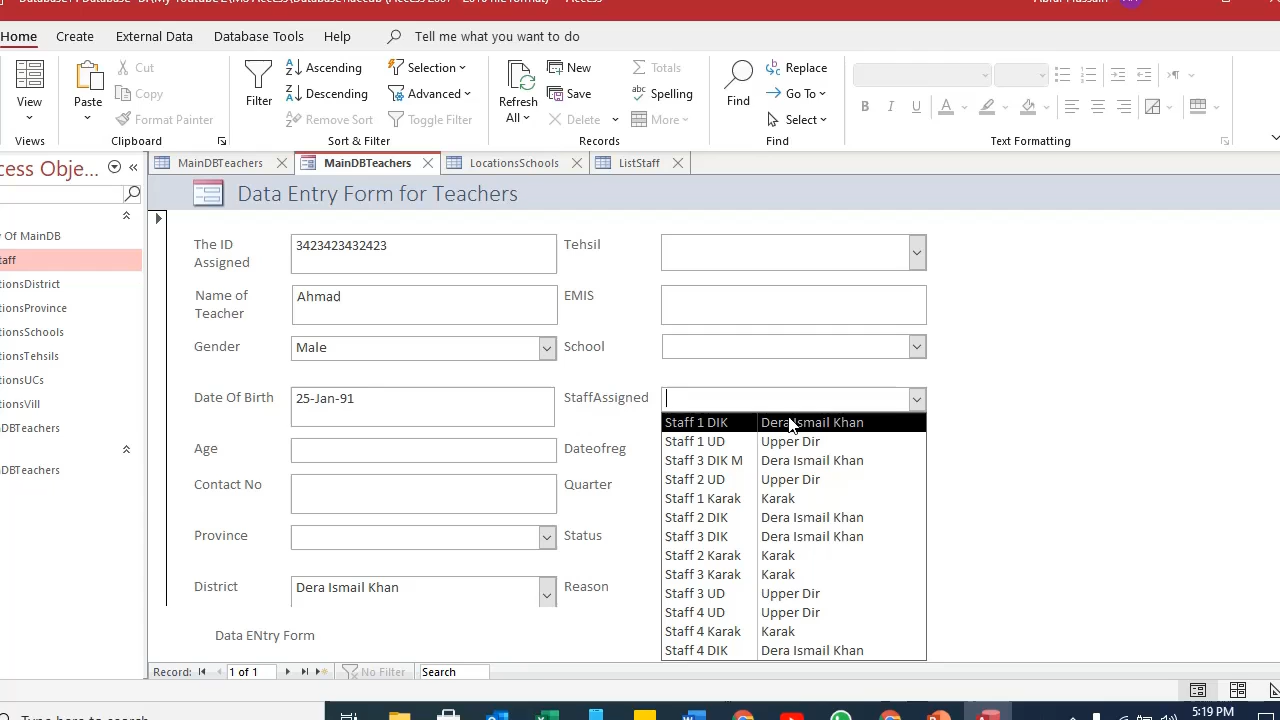 Home Create External Data Database Tools Help Tell me what you want to do
View
Views
Paste
Cut
Copy
Format Painter
Clipboard
Filter
Ascending
Descending
Remove Sort
Selection
Advanced
Toggle Filter
Sort & Filter
Refresh
All
New
Save
Delete
Totals
Spelling
More
Records
Find
Replace
Go To
Select
Find
B I U A
Text Formatting
cess Obje...
MainDBTeachers MainDBTeachers LocationsSchools ListStaff
y Of MainDB
taff
tionsDistrict
tionsProvince
tionsSchools
tionsTehsils
tionsUCs
tionsVill
DBTeachers
DBTeachers
Data Entry Form for Teachers
The ID
Assigned
3423423432423
Tehsil
Name of
Teacher
Ahmad
EMIS
Gender
Male
School
Date Of Birth
25-Jan-91
StaffAssigned
Age
Dateofreg
Contact No
Quarter
Province
Status
District
Dera Ismail Khan
Reason
Staff 1 DIK Dera Ismail Khan
Staff 1 UD Upper Dir
Staff 3 DIK M Dera Ismail Khan
Staff 2 UD Upper Dir
Staff 1 Karak Karak
Staff 2 DIK Dera Ismail Khan
Staff 3 DIK Dera Ismail Khan
Staff 2 Karak Karak
Staff 3 Karak Karak
Staff 3 UD Upper Dir
Staff 4 UD Upper Dir
Staff 4 Karak Karak
Staff 4 DIK Dera Ismail Khan
Data ENtry Form
Record: 1 of 1 No Filter Search
5:19 PM